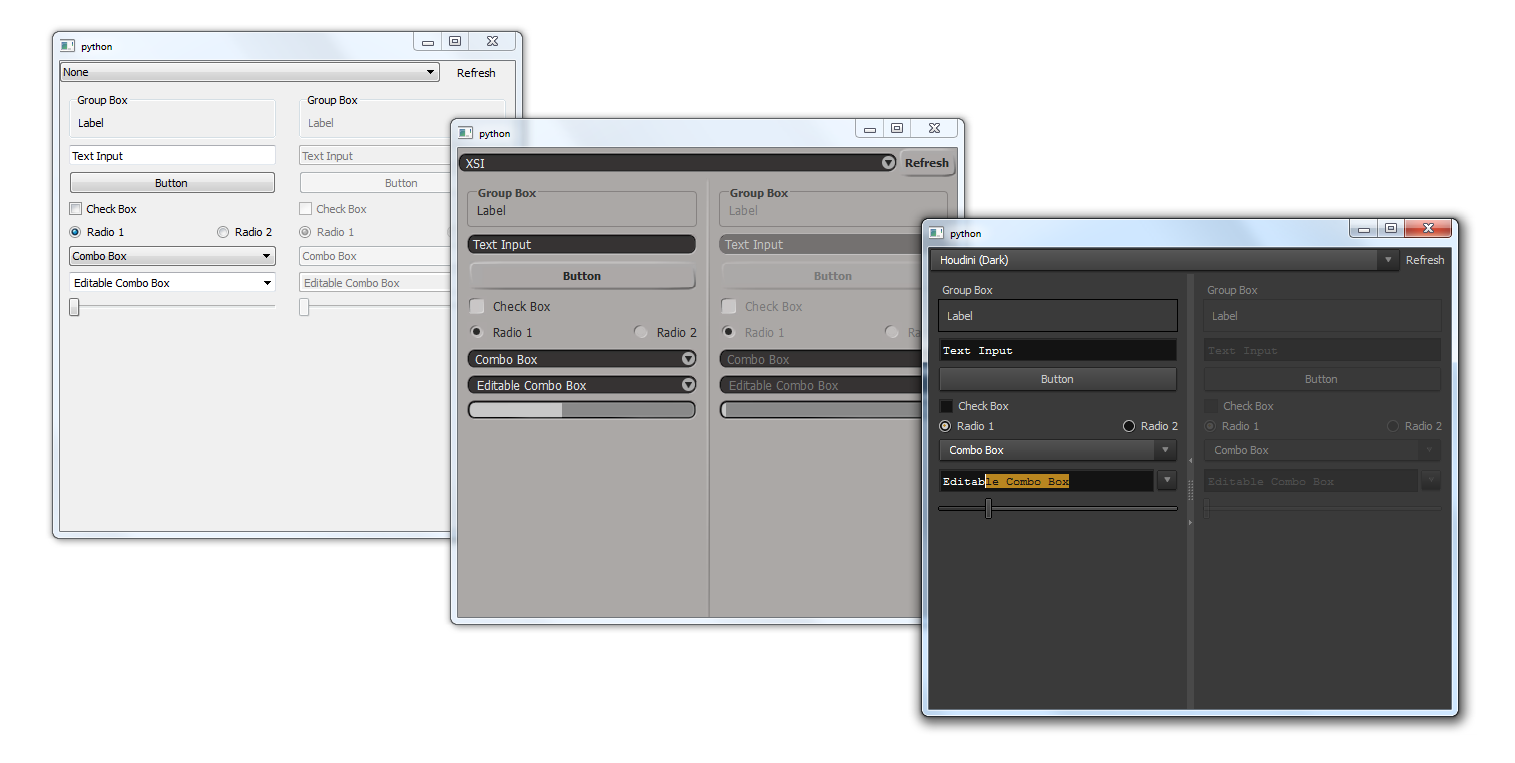 python
None
Refresh
Group Box
Group Box
Label
Label
Text Input
Text Input
Button
Button
Check Box
Check Box
Radio 1
Radio 2
Radio 1
Combo Box
Combo Box
Editable Combo Box
Editable Combo Box
python
XSI
Refresh
Group Box
Group Box
Label
Label
Text Input
Text Input
Button
Button
Check Box
Check Box
Radio 1
Radio 2
Radio 1
Ra
Combo Box
Combo Box
Editable Combo Box
Editable Combo Box
python
Houdini (Dark)
Refresh
Group Box
Group Box
Label
Label
Text Input
Text Input
Button
Button
Check Box
Check Box
Radio 1
Radio 2
Radio 1
Radio 2
Combo Box
Combo Box
Editable Combo Box
Editable Combo Box